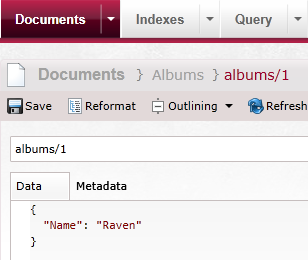 Documents Indexes Query
Documents } Albums } albums/1
Save Reformat Outlining Refresh
albums/1
Data Metadata
{
"Name": "Raven"
}